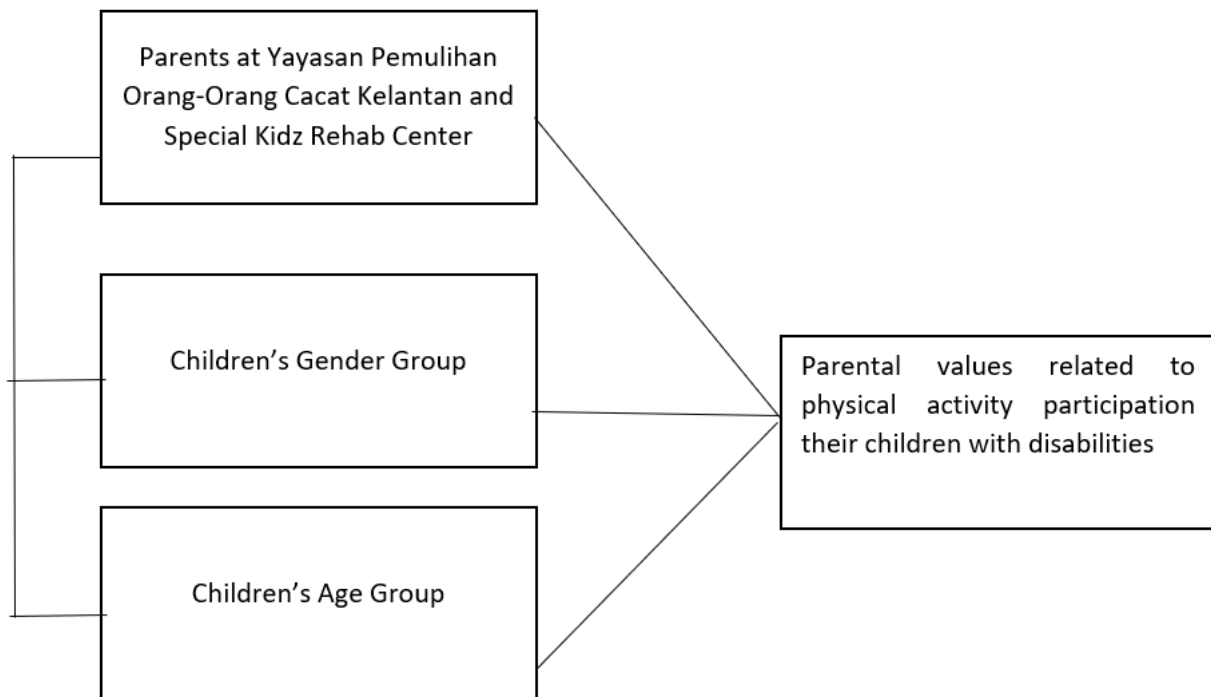 Parents at Yayasan Pemulihan
Orang-Orang Cacat Kelantan and
Special Kidz Rehab Center
Children’s Gender Group
Children’s Age Group
Parental values related to
physical activity participation
their children with disabilities